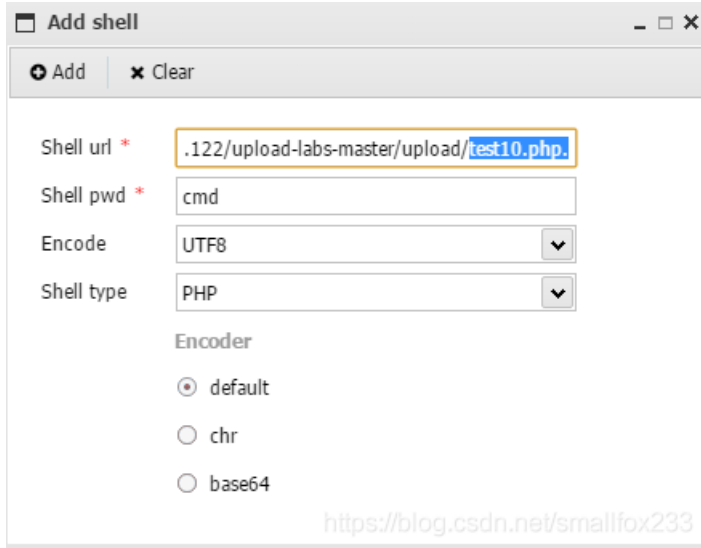 Add shell
Add Clear
Shell url * .122/upload-labs-master/upload/test10.php.
Shell pwd * cmd
Encode UTF8
Shell type PHP
Encoder
default
chr
base64
https://blog.csdn.net/smallfox233